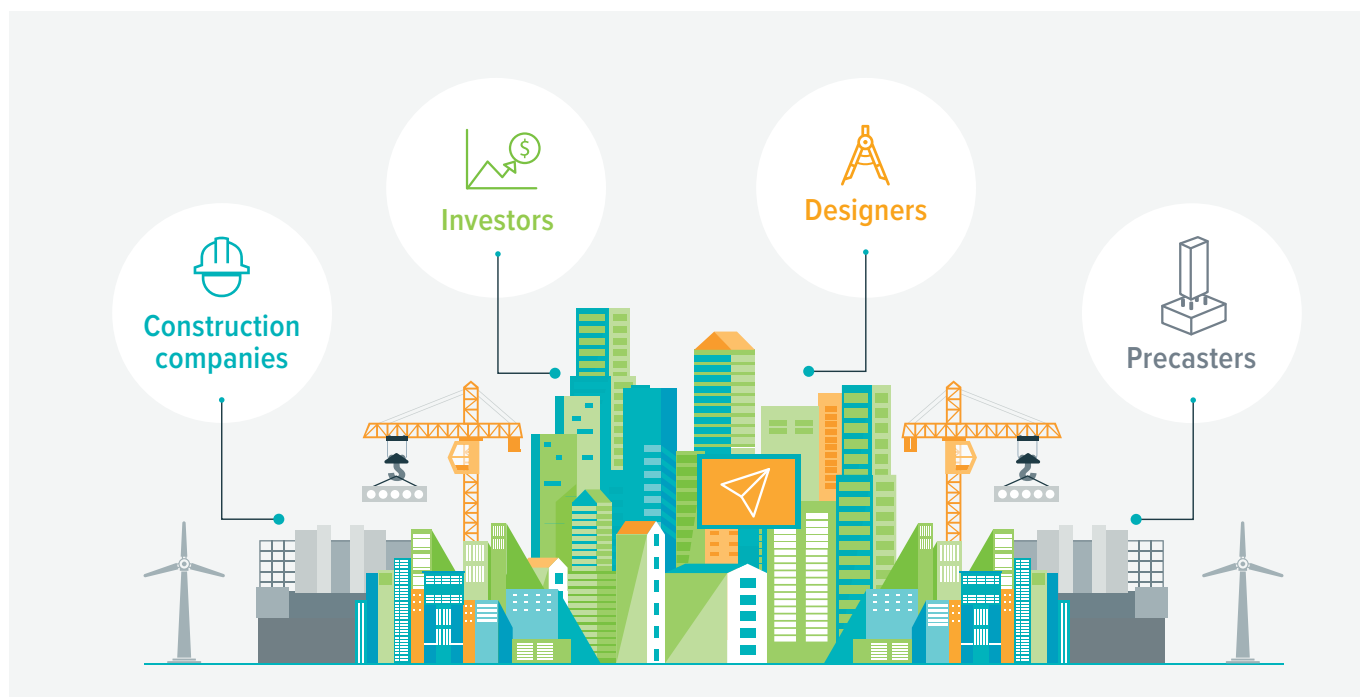 $
Investors
Designers
Construction
companies
Precasters